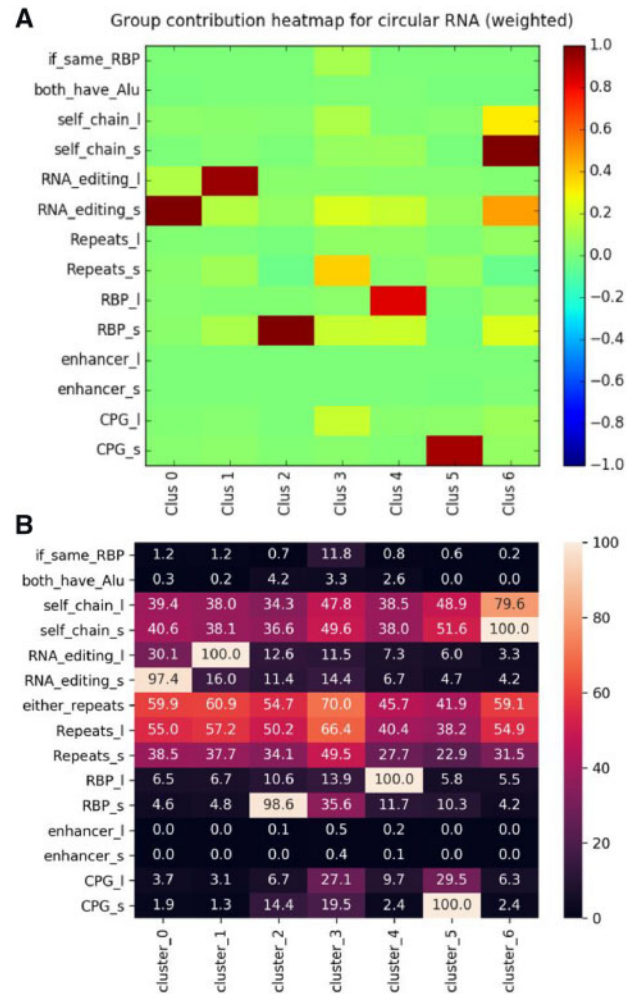 A
Group contribution heatmap for circular RNA (weighted)
if_same_RBP
both_have_Alu
self_chain_l
self_chain_s
RNA_editing_l
RNA_editing_s
Repeats_l
Repeats_s
RBP_l
RBP_s
enhancer_l
enhancer_s
CPG_l
CPG_s
Clus 0 Clus 1 Clus 2 Clus 3 Clus 4 Clus 5 Clus 6
1.0
0.8
0.6
0.4
0.2
0.0
−0.2
−0.4
−0.6
−0.8
−1.0
B
if_same_RBP 1.2 1.2 0.7 11.8 0.8 0.6 0.2
both_have_Alu 0.3 0.2 4.2 3.3 2.6 0.0 0.0
self_chain_l 39.4 38.0 34.3 47.8 38.5 48.9 79.6
self_chain_s 40.6 38.1 36.6 49.6 38.0 51.6 100.0
RNA_editing_l 30.1 100.0 12.6 11.5 7.3 6.0 3.3
RNA_editing_s 97.4 16.0 11.4 14.4 6.7 4.7 4.2
either_repeats 59.9 60.9 54.7 70.0 45.7 41.9 59.1
Repeats_l 55.0 57.2 50.2 66.4 40.4 38.2 54.9
Repeats_s 38.5 37.7 34.1 49.5 27.7 22.9 31.5
RBP_l 6.5 6.7 10.6 13.9 100.0 5.8 5.5
RBP_s 4.6 4.8 98.6 35.6 11.7 10.3 4.2
enhancer_l 0.0 0.0 0.1 0.5 0.2 0.0 0.0
enhancer_s 0.0 0.0 0.0 0.4 0.1 0.0 0.0
CPG_l 3.7 3.1 6.7 27.1 9.7 29.5 6.3
CPG_s 1.9 1.3 14.4 19.5 2.4 100.0 2.4
cluster_0 cluster_1 cluster_2 cluster_3 cluster_4 cluster_5 cluster_6
100
80
60
40
20
0